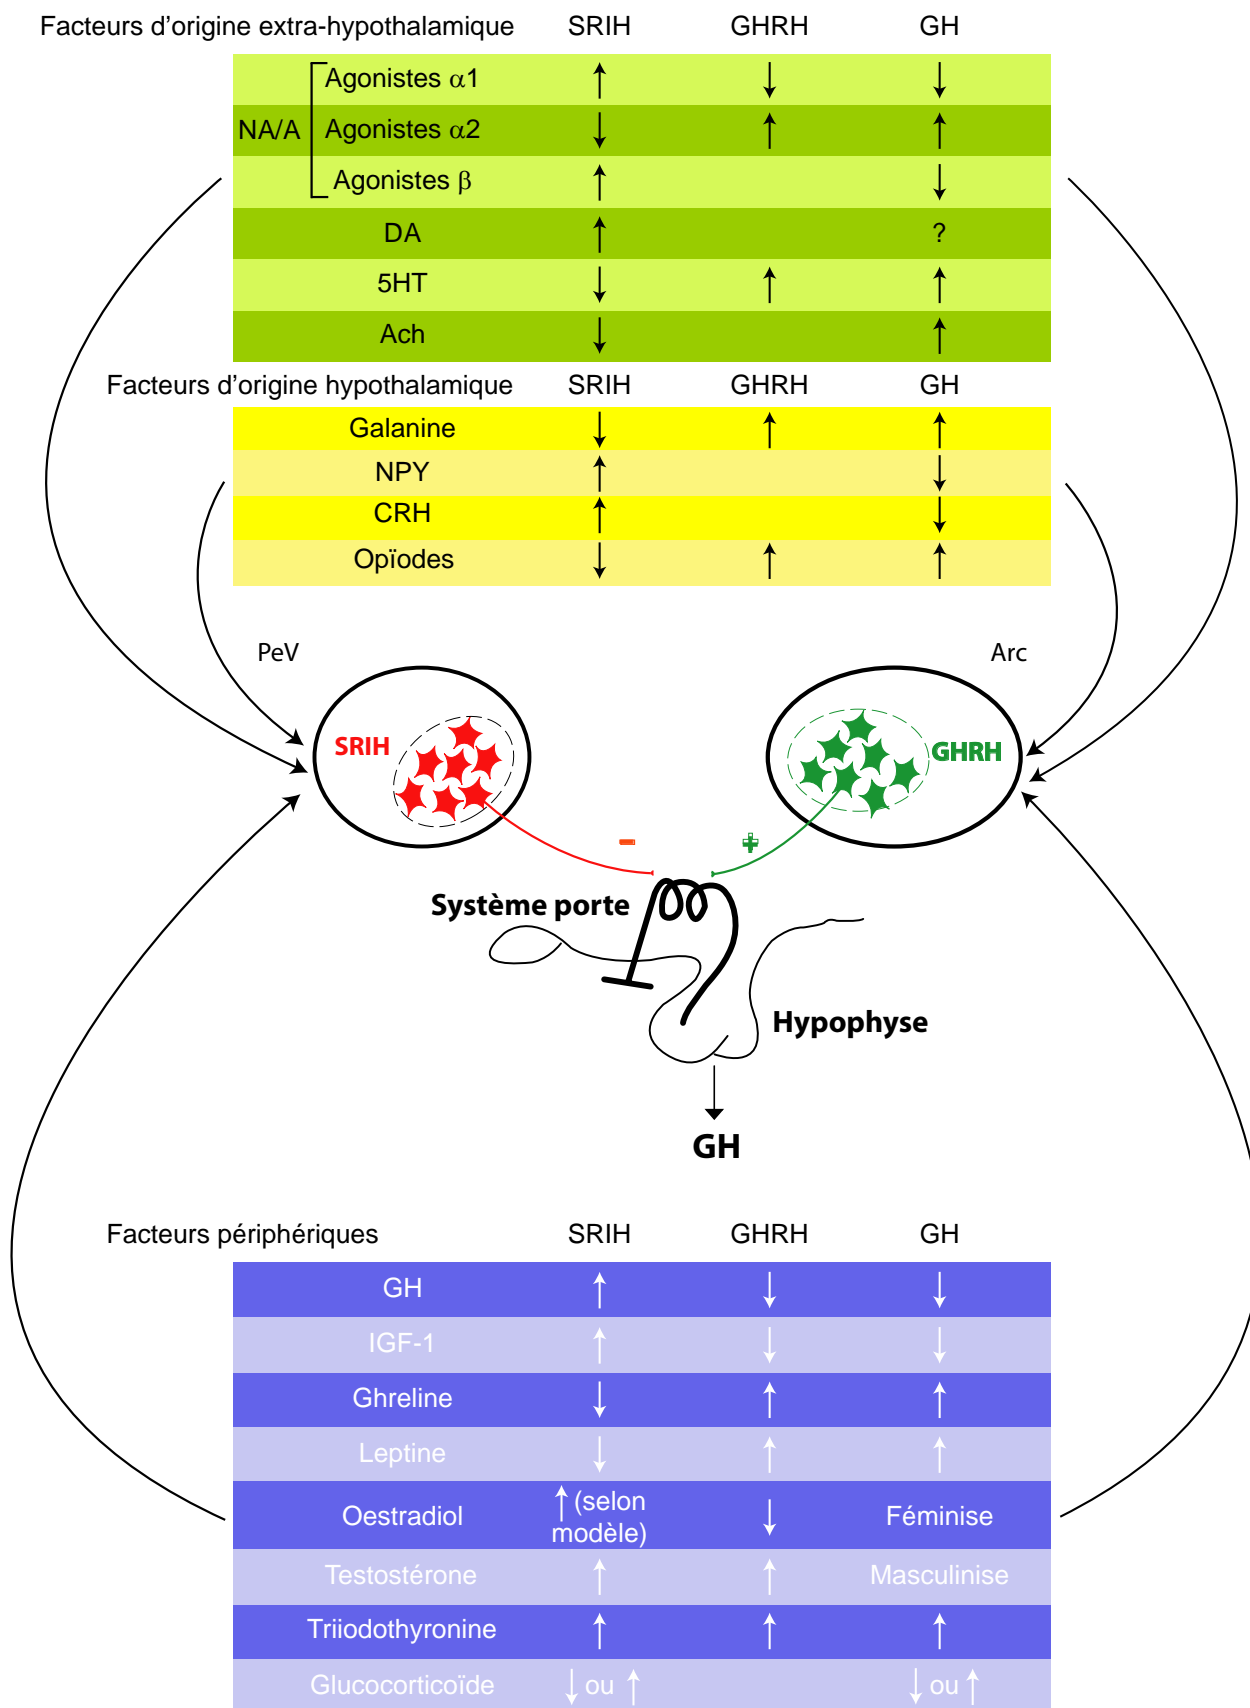 Facteurs d'origine extra-hypothalamique SRIH GHRH GH
Agonistes α1 ↑ ↓ ↓
NA/A Agonistes α2 ↓ ↑ ↑
Agonistes β ↑ ↓
DA ↑ ?
5HT ↓ ↑ ↑
Ach ↓ ↑
Facteurs d'origine hypothalamique SRIH GHRH GH
Galanine ↓ ↑ ↑
NPY ↑ ↓
CRH ↑ ↓
Opïodes ↓ ↑ ↑
PeV Arc
SRIH GHRH
- +
Système porte
Hypophyse
GH
Facteurs périphériques SRIH GHRH GH
GH ↑ ↓ ↓
IGF-1 ↑ ↓ ↓
Ghreline ↓ ↑ ↑
Leptine ↓ ↑ ↑
Oestradiol ↑ (selon modèle) ↓ Féminise
Testostérone ↑ ↑ Masculinise
Triiodothyronine ↑ ↑ ↑
Glucocorticoïde ↓ ou ↑ ↓ ou ↑